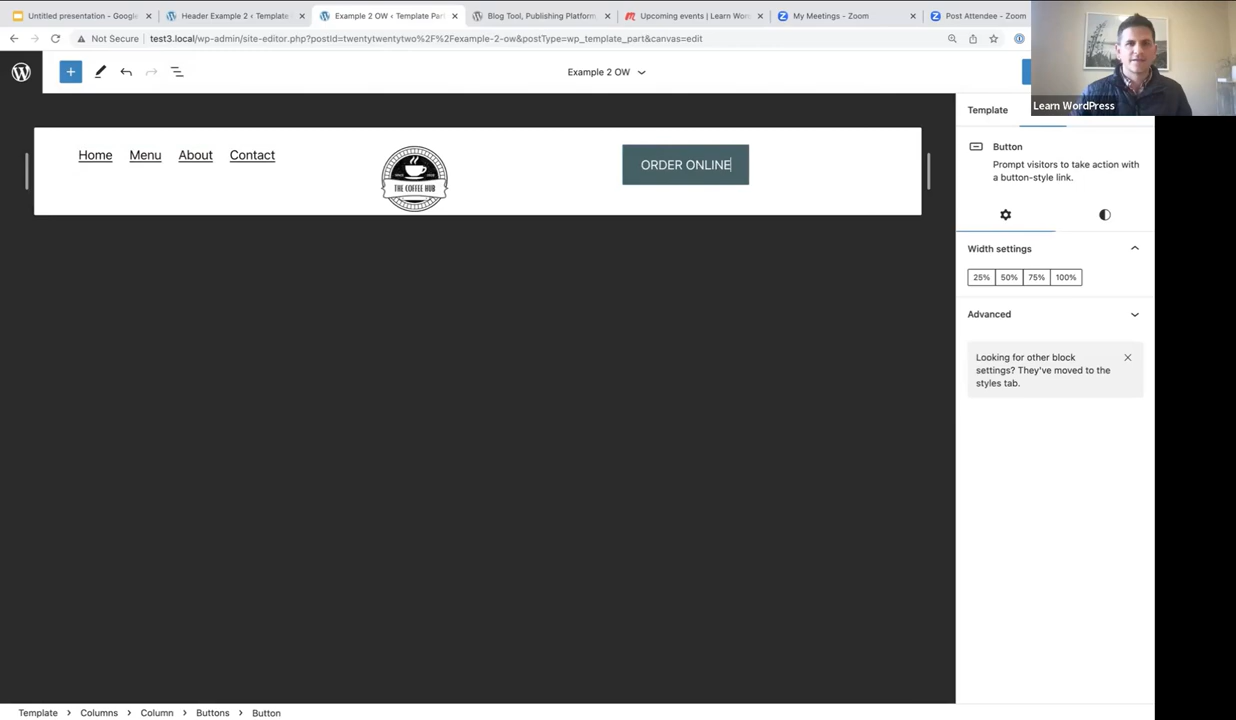 Untitled presentation - Google
Header Example 2 ‹ Template
Example 2 OW ‹ Template Par
Blog Tool, Publishing Platform
Upcoming events | Learn Wor
My Meetings - Zoom
Post Attendee - Zoom
Not Secure
test3.local/wp-admin/site-editor.php?postId=twentytwentytwo%2F%2Fexample-2-ow&postType=wp_template_part&canvas=edit
Example 2 OW
Learn WordPress
Template
Home Menu About Contact
THE COFFEE HUB
ORDER ONLINE
Button
Prompt visitors to take action with
a button-style link.
Width settings
25% 50% 75% 100%
Advanced
Looking for other block
settings? They've moved to the
styles tab.
Template
Columns
Column
Buttons
Button